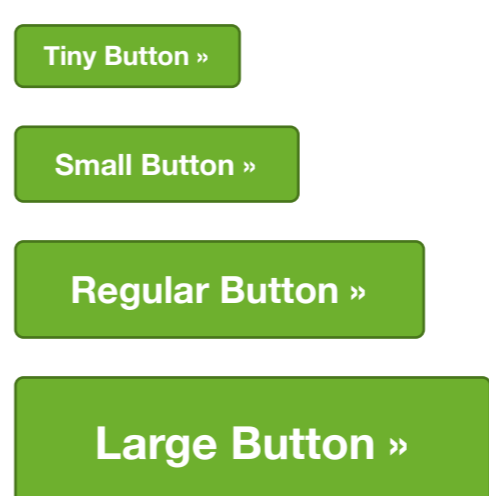 Tiny Button »
Small Button »
Regular Button »
Large Button »